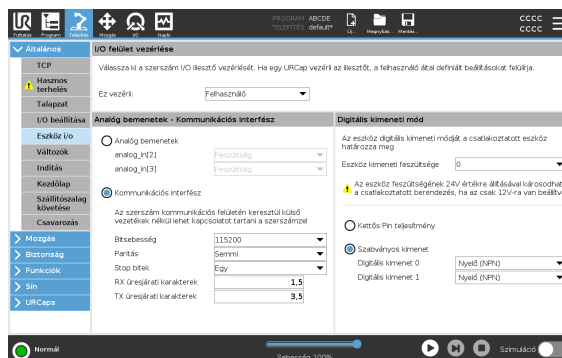 PROGRAM ABCDE
TELEPÍTÉS default*
CCCC
CCCC
Futtatás Program Telepítés Mozgás I/O Napló Új... Megnyitás... Mentés...
Általános
TCP
Hasznos
terhelés
Talapzat
I/O beállítása
Eszköz i/o
Változók
Indítás
Kezdőlap
Szállítószalag
követése
Csavarozás
Mozgás
Biztonság
Funkciók
Sín
URCaps
I/O felület vezérlése
Válassza ki a szerszám I/O illesztő vezérlését. Ha egy URCap vezérli az illesztőt, a felhasználó által definiált beállításokat felülírja.
Ez vezérli: Felhasználó
Analóg bemenetek - Kommunikációs interfész
Analóg bemenetek
analog_in[2] Feszültség
analog_in[3] Feszültség
Kommunikációs interfész
Az szerszám kommunikációs felületén keresztül külső
vezetékek nélkül lehet kapcsolatot tartani a szerszámmel
Bitsebesség 115200
Paritás Semmi
Stop bitek Egy
RX üresjárati karakterek 1,5
TX üresjárati karakterek 3,5
Digitális kimeneti mód
Az eszköz digitális kimeneti módját a csatlakoztatott eszköz
határozza meg
Eszköz kimeneti feszültsége 0
Az eszköz feszültségének 24V értékre állításával károsodhat
a csatlakoztatott berendezés, ha az csak 12V-ra van beállítv
Kettős Pin teljesítmény
Szabványos kimenet
Digitális kimenet 0 Nyelő (NPN)
Digitális kimenet 1 Nyelő (NPN)
Normál
Sebesség 100%
Szimuláció